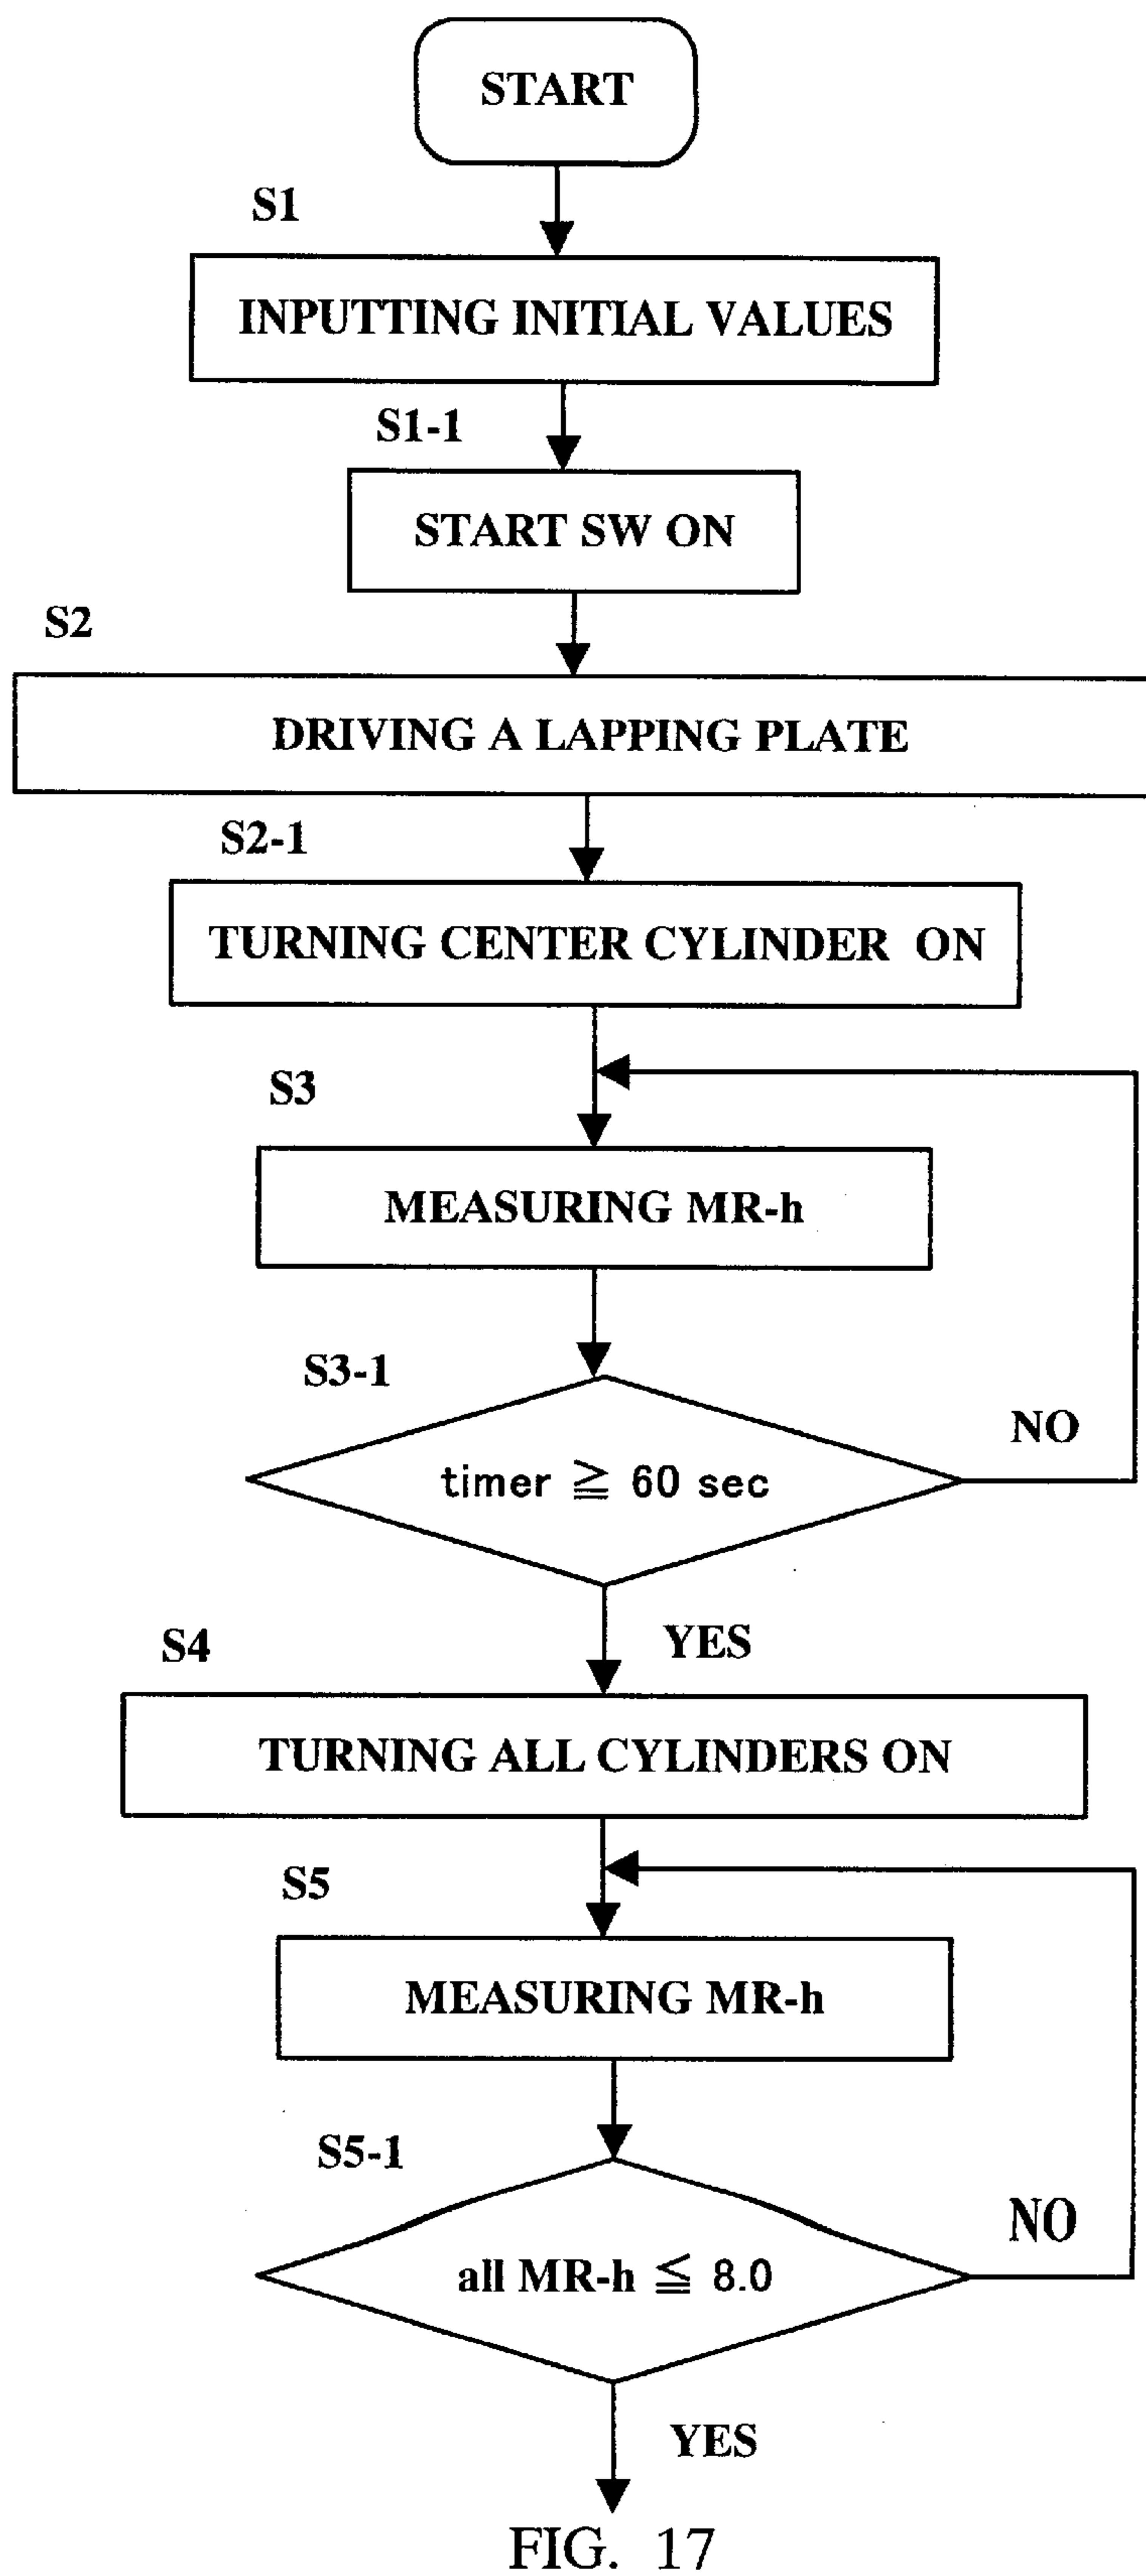 START
S1
INPUTTING INITIAL VALUES
S1-1
START SW ON
S2
DRIVING A LAPPING PLATE
S2-1
TURNING CENTER CYLINDER ON
S3
MEASURING MR-h
S3-1
timer ≧ 60 sec
NO
YES
S4
TURNING ALL CYLINDERS ON
S5
MEASURING MR-h
S5-1
all MR-h ≦ 8.0
NO
YES
FIG. 17